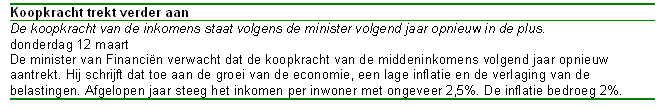 Koopkracht trekt verder aan
De koopkracht van de inkomens staat volgens de minister volgend jaar opnieuw in de plus.
donderdag 12 maart
De minister van Financiën verwacht dat de koopkracht van de middeninkomens volgend jaar opnieuw
aantrekt. Hij schrijft dat toe aan de groei van de economie, een lage inflatie en de verlaging van de
belastingen. Afgelopen jaar steeg het inkomen per inwoner met ongeveer 2,5%. De inflatie bedroeg 2%.